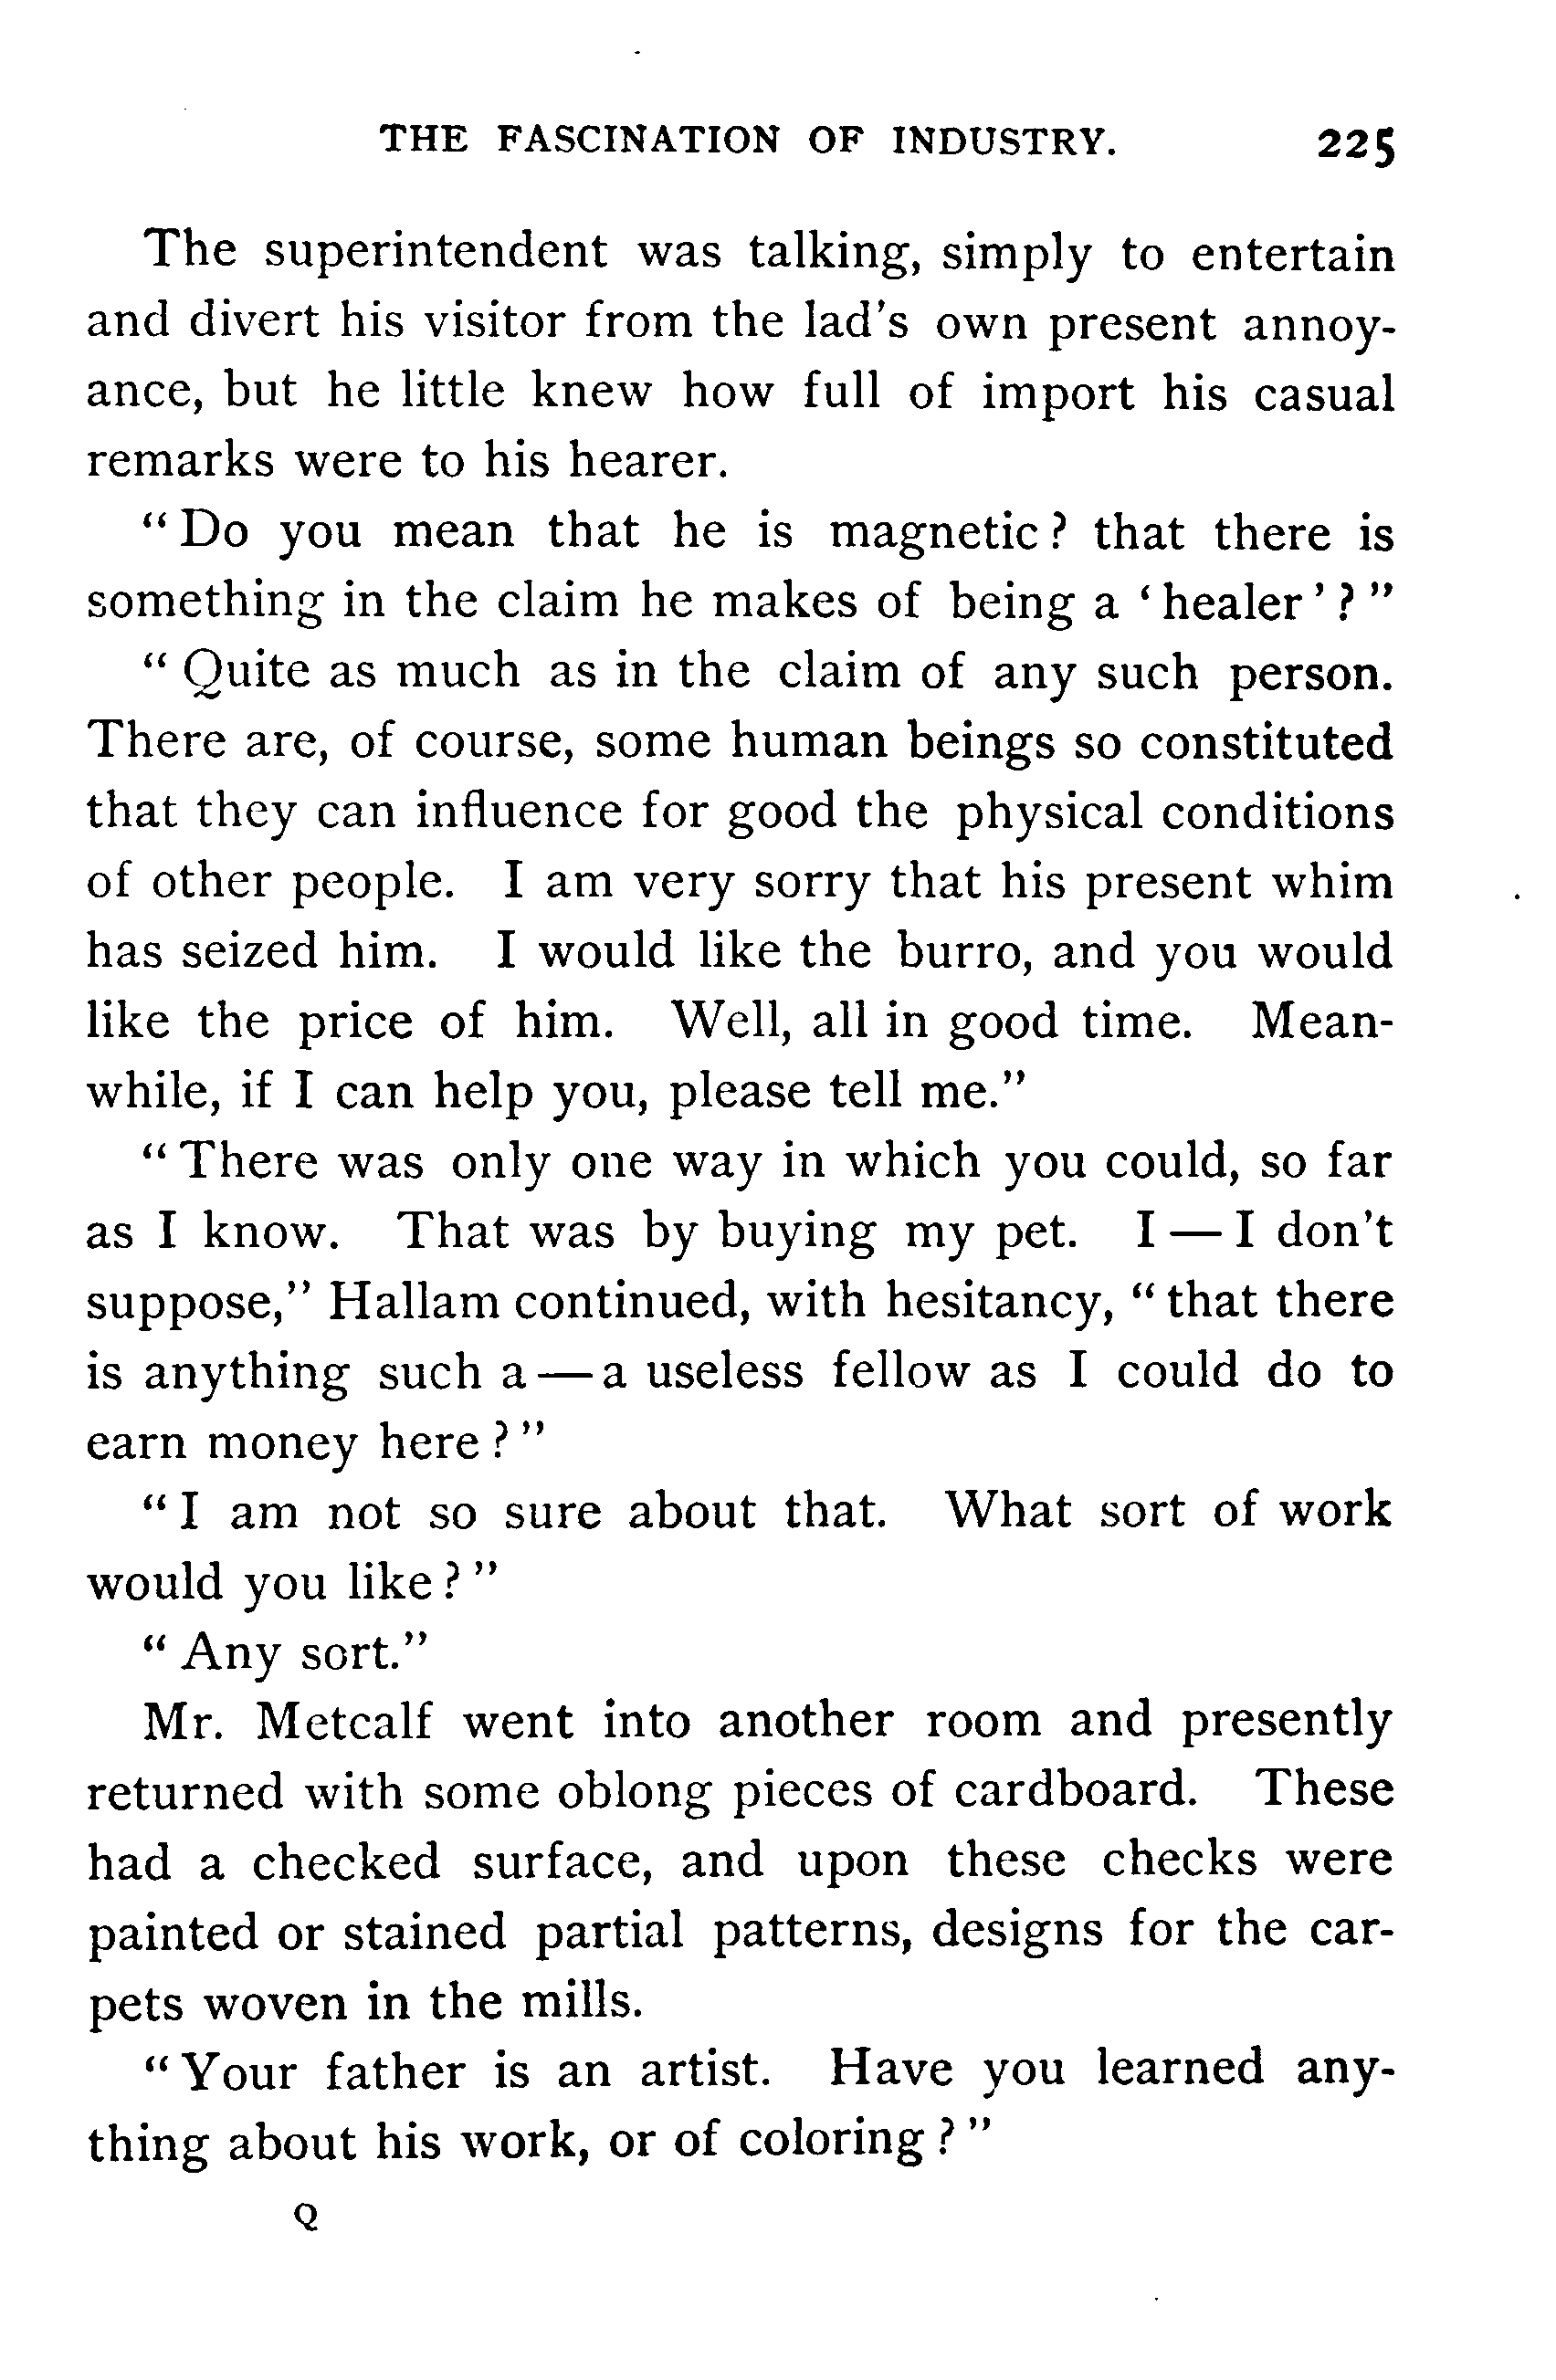 THE FASCINATION OF INDUSTRY. 225
The superintendent was talking, simply to entertain
and divert his visitor from the lad's own present annoy-
ance, but he little knew how full of import his casual
remarks were to his hearer.
“Do you mean that he is magnetic? that there is
something in the claim he makes of being a ‘healer’?”
“Quite as much as in the claim of any such person.
There are, of course, some human beings so constituted
that they can influence for good the physical conditions
of other people. I am very sorry that his present whim
has seized him. I would like the burro, and you would
like the price of him. Well, all in good time. Mean-
while, if I can help you, please tell me.”
“There was only one way in which you could, so far
as I know. That was by buying my pet. I — I don't
suppose,” Hallam continued, with hesitancy, “that there
is anything such a — a useless fellow as I could do to
earn money here?”
“I am not so sure about that. What sort of work
would you like?”
“Any sort.”
Mr. Metcalf went into another room and presently
returned with some oblong pieces of cardboard. These
had a checked surface, and upon these checks were
painted or stained partial patterns, designs for the car-
pets woven in the mills.
“Your father is an artist. Have you learned any-
thing about his work, or of coloring?”
Q